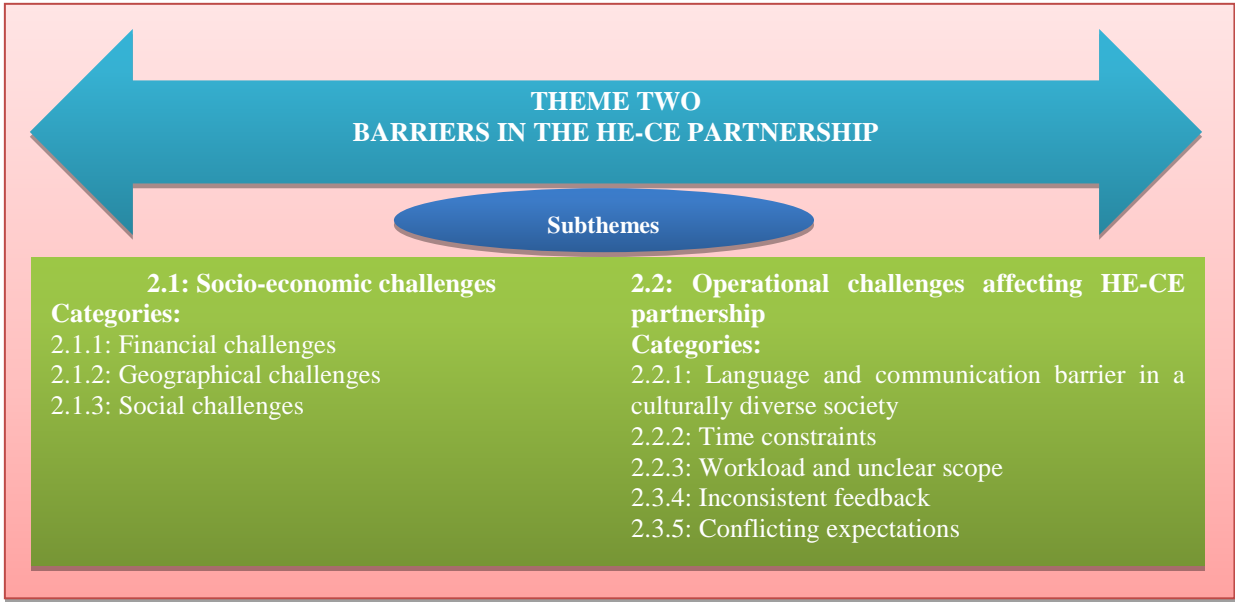 THEME TWO
BARRIERS IN THE HE-CE PARTNERSHIP
Subthemes
2.1: Socio-economic challenges
Categories:
2.1.1: Financial challenges
2.1.2: Geographical challenges
2.1.3: Social challenges
2.2: Operational challenges affecting HE-CE
partnership
Categories:
2.2.1: Language and communication barrier in a
culturally diverse society
2.2.2: Time constraints
2.2.3: Workload and unclear scope
2.3.4: Inconsistent feedback
2.3.5: Conflicting expectations